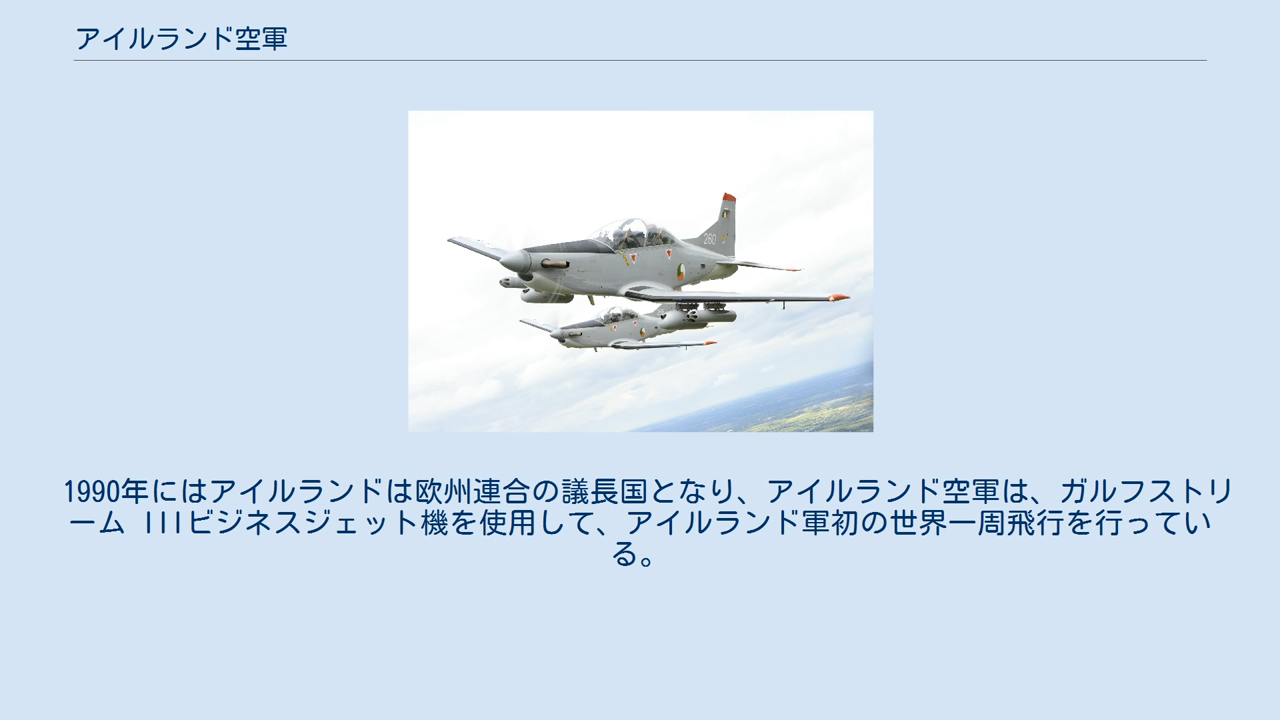 アイルランド空軍
260
1990年にはアイルランドは欧州連合の議長国となり、アイルランド空軍は、ガルフストリ
ーム IIIビジネスジェット機を使用して、アイルランド軍初の世界一周飛行を行ってい
る。